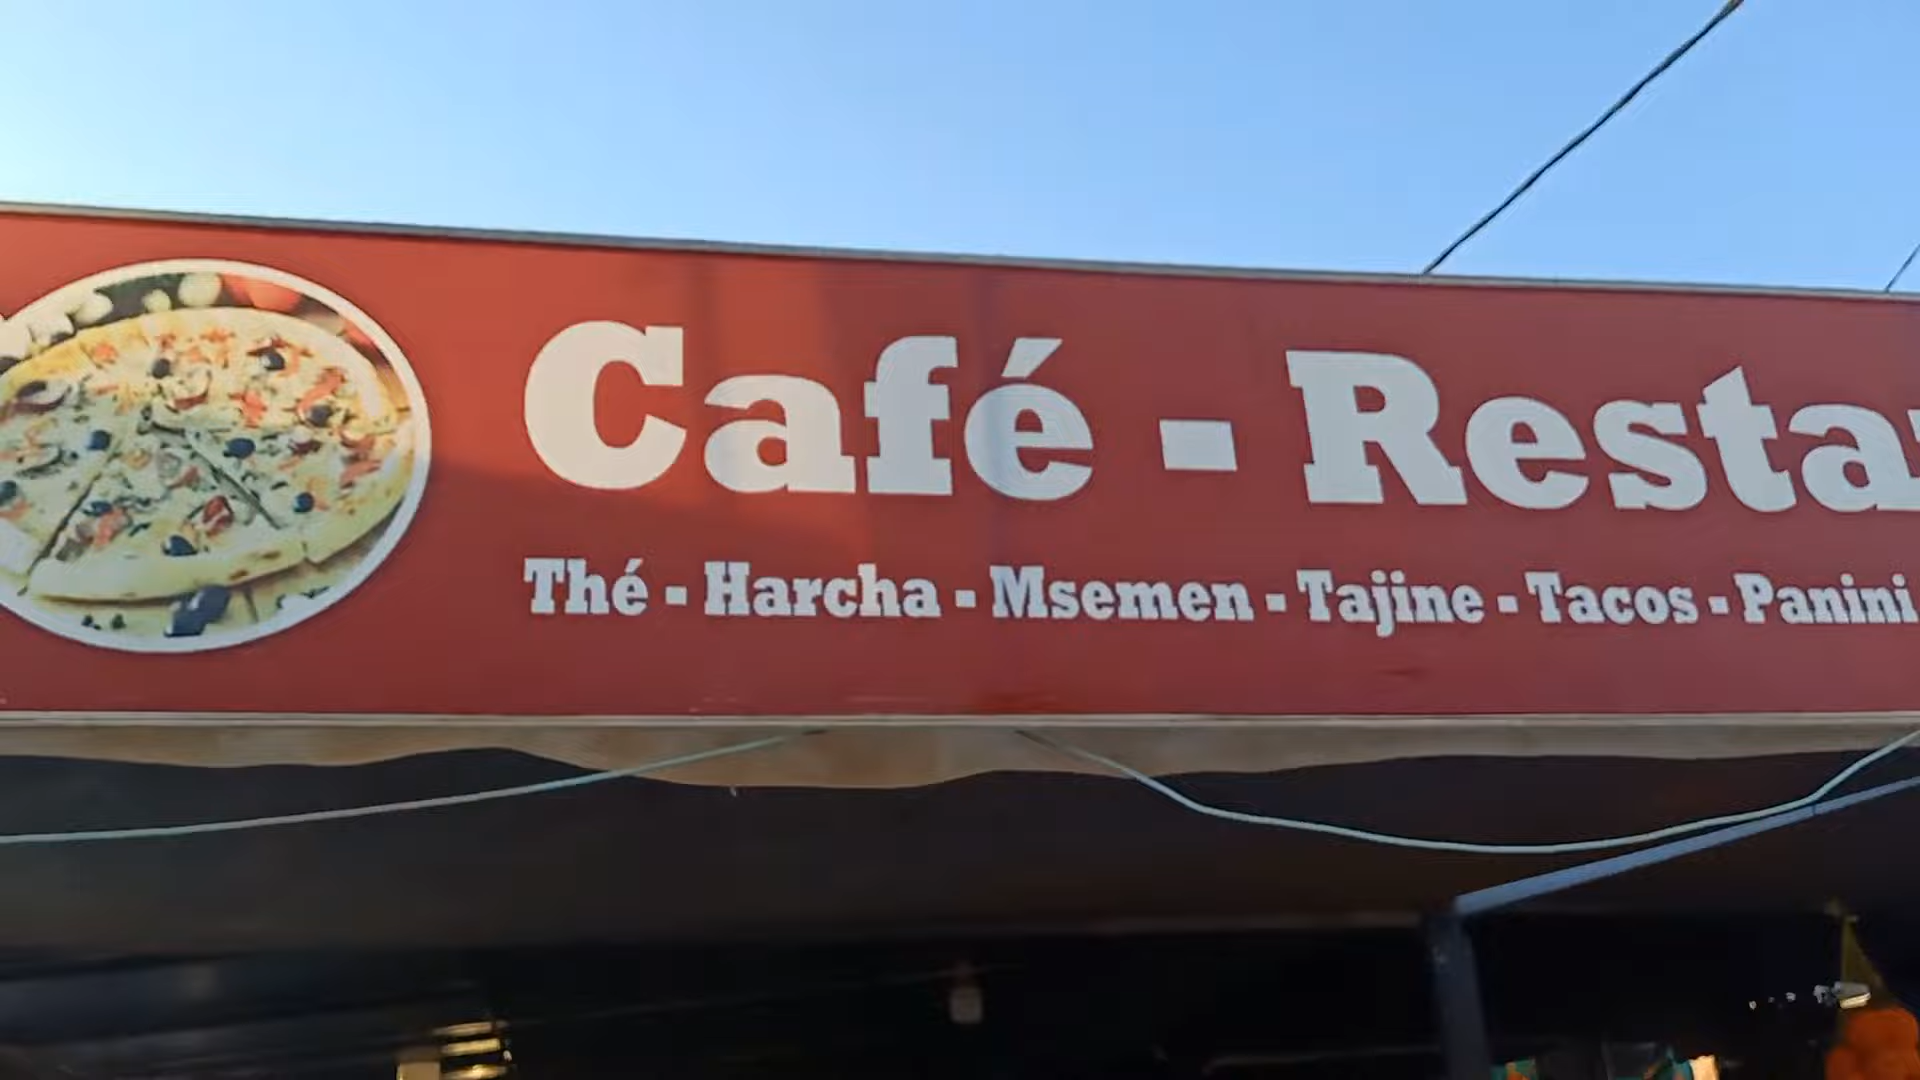 Café - Resta
Thé - Harcha - Msemen - Tajine - Tacos - Panini